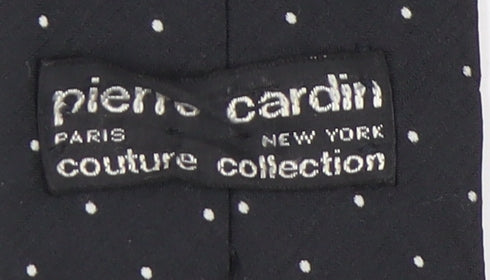 pierre cardin
PARIS NEW YORK
couture collection